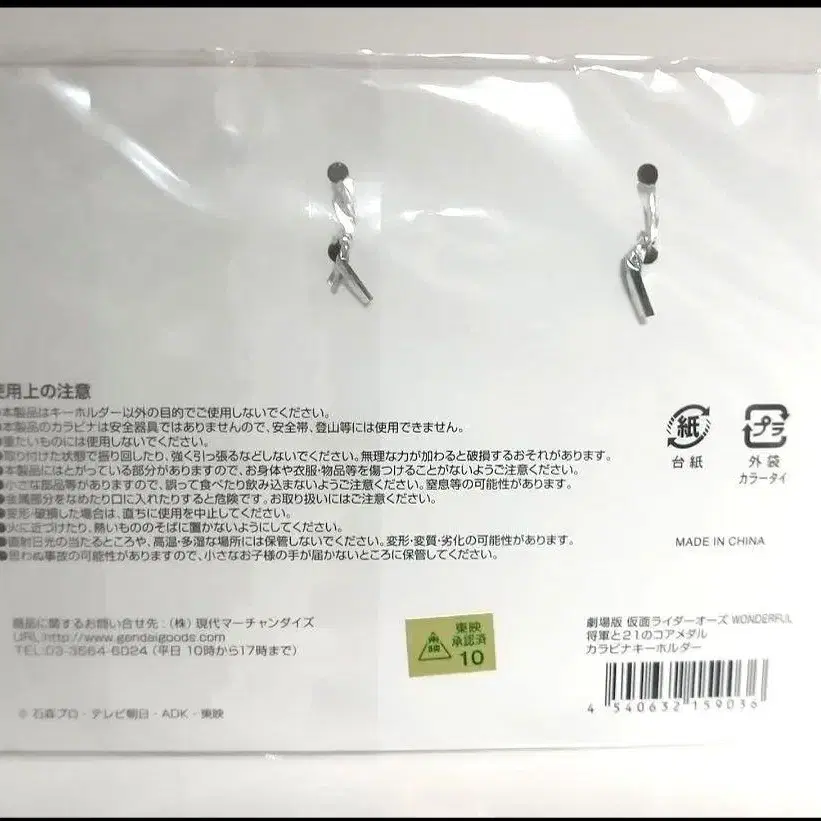 使用上の注意
●本製品はキーホルダー以外の目的でご使用しないでください。
●本製品のカラビナは安全器具ではありませんので、安全帯、登山等には使用できません。
●重たいものには使用しないでください。
●取り付けた状態で振り回したり、強く引っ張るなどしないでください。無理な力が加わると破損するおそれがあります。
●本製品にはとがっている部分がありますので、お身体や衣服・物品等を傷つけることがないようご注意ください。
●小さな部品等がありますので、誤って食べたり飲み込まないようご注意ください。窒息等の可能性があります。
●金属部分をなめたり口に入れたりすると危険です。お取り扱いにはご注意ください。
●変形・破損した場合は、直ちに使用を中止してください。
●火に近づけたり、熱いもののそばに置かないようにしてください。
●直射日光の当たるところや、高温・多湿な場所には保管しないでください。変形・変質・劣化の可能性があります。
●思わぬ事故の可能性がありますので、小さなお子様の手が届かないところに保管してください。
紙
台紙
プラ
外袋
カラータイ
MADE IN CHINA
商品に関するお問い合せ先:(株)現代マーチャンダイズ
URL:http://www.gendaigoods.com
TEL:03-3564-6024(平日 10時から17時まで)
東映
承認済
10
劇場版 仮面ライダーオーズ WONDERFUL
将軍と21のコアメダル
カラビナキーホルダー
4 540632 159036
© 石森プロ・テレビ朝日・ADK・東映